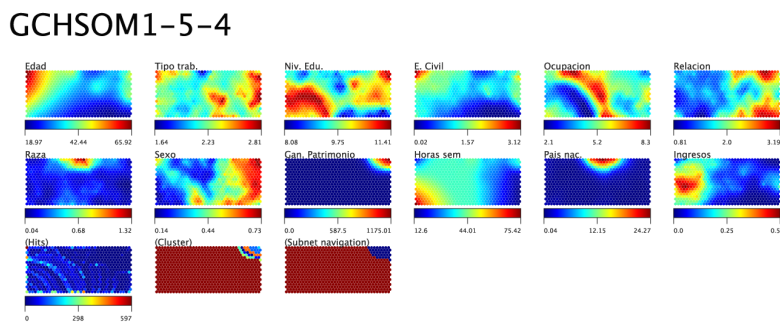 GCHSOM1-5-4
Edad Tipo trab. Niv. Edu. E. Civil Ocupacion Relacion
18.97 42.44 65.92 1.64 2.23 2.81 8.08 9.75 11.41 0.02 1.57 3.12 2.1 5.2 8.3 0.81 2.0 3.19
Raza Sexo Gan. Patrimonio Horas sem Pais nac. Ingresos
0.04 0.68 1.32 0.14 0.44 0.73 0.0 587.5 1175.01 12.6 44.01 75.42 0.04 12.15 24.27 0.0 0.25 0.5
(Hits) (Cluster) (Subnet navigation)
0 298 597